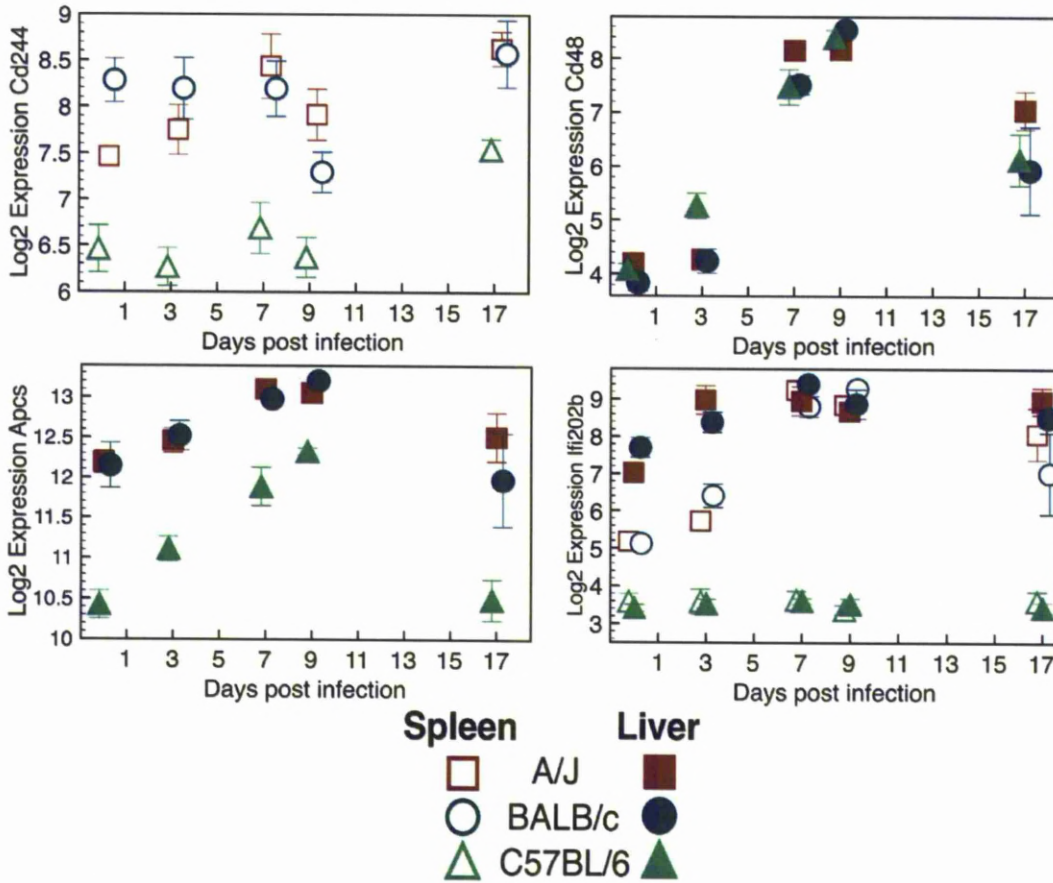 Log2 Expression Cd244
9
8.5
8
7.5
7
6.5
6
1 3 5 7 9 11 13 15 17
Days post infection
Log2 Expression Cd48
8
7
6
5
4
1 3 5 7 9 11 13 15 17
Days post infection
Log2 Expression Apcs
13
12.5
12
11.5
11
10.5
10
1 3 5 7 9 11 13 15 17
Days post infection
Log2 Expression Ifi202b
9
8
7
6
5
4
3
1 3 5 7 9 11 13 15 17
Days post infection
Spleen Liver
A/J
BALB/c
C57BL/6